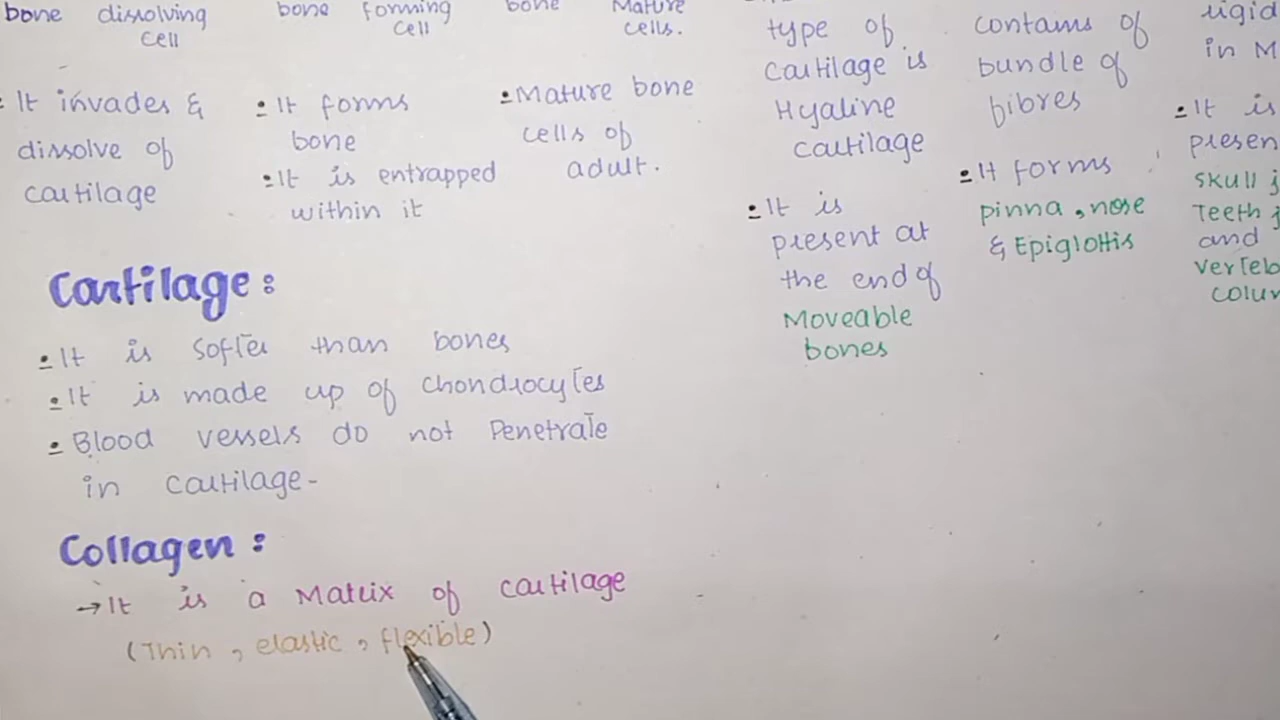 bone dissolving
cell
It invades &
dissolve of
cartilage
bone forming
cell
It forms
bone
It is entrapped
within it
bone Mature
cells.
Mature bone
cells of
adult.
Cartilage:
It is Softer than bones
It is made up of Chondrocytes
Blood vessels do not Penetrate
in cartilage-
Collagen:
→It is a Matrix of cartilage
(Thin, elastic, flexible)
type of
cartilage is
Hyaline
cartilage
It is
present at
the end of
Moveable
bones
contains of
bundle of
fibres
It forms
pinna, nose
& Epiglottis
rigid
in M
It is
presen
skull j
Teeth j
and
verteb
colu